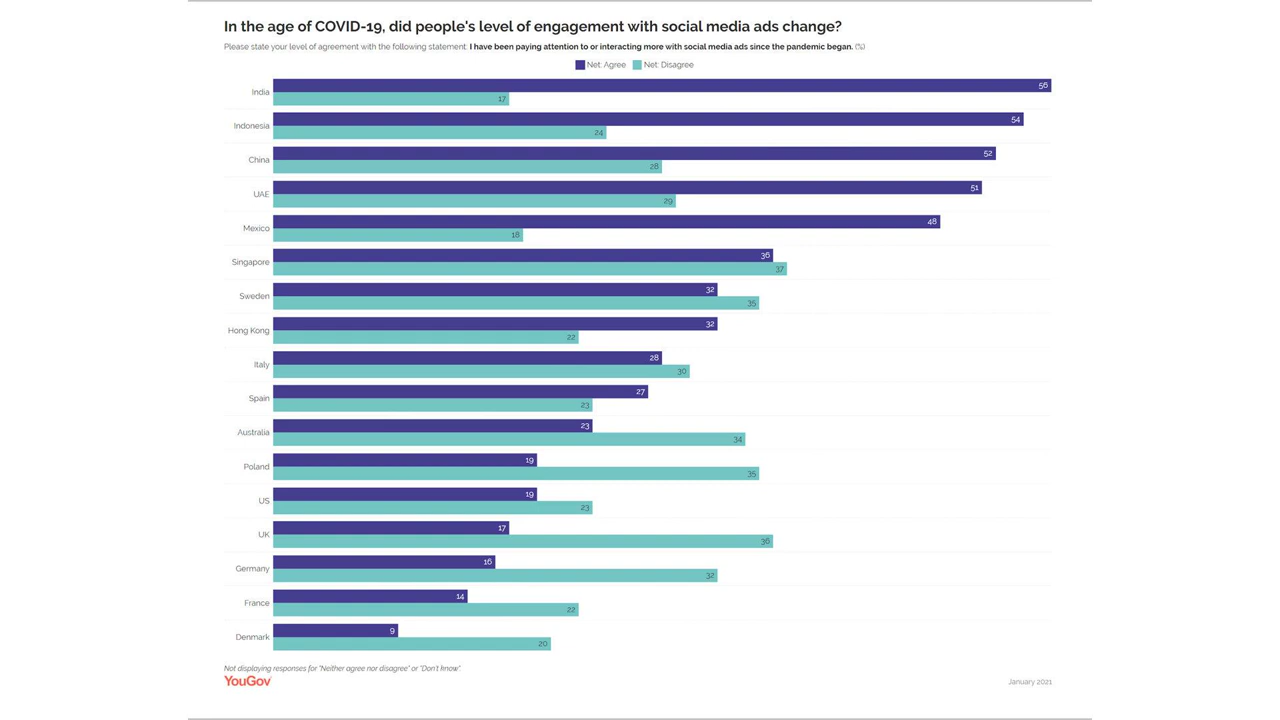 In the age of COVID-19, did people's level of engagement with social media ads change?
Please state your level of agreement with the following statement: I have been paying attention to or interacting more with social media ads since the pandemic began. (%)
Net: Agree Net: Disagree
India 56
17
Indonesia 54
24
China 52
28
UAE 51
29
Mexico 48
18
Singapore 36
37
Sweden 32
35
Hong Kong 32
22
Italy 28
30
Spain 27
23
Australia 23
34
Poland 19
35
US 19
23
UK 17
36
Germany 16
32
France 14
22
Denmark 9
20
Not displaying responses for "Neither agree nor disagree" or "Don't know".
YouGov January 2021